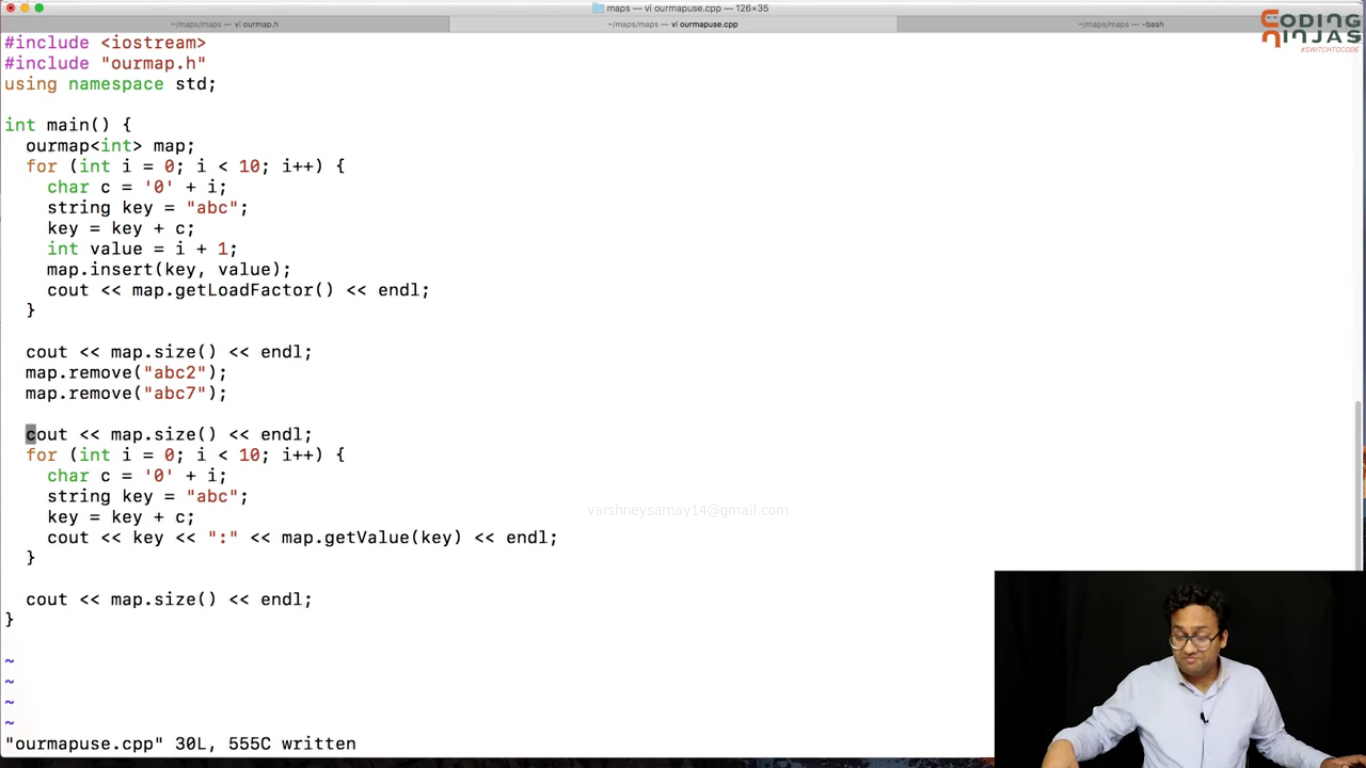 maps — vi ourmapuse.cpp — 126×35
~/maps/maps — vi ourmap.h
~/maps/maps — vi ourmapuse.cpp
~/maps/maps — -bash
CODING
NINJAS
#SWITCHTOCODE
#include <iostream>
#include "ourmap.h"
using namespace std;
int main() {
ourmap<int> map;
for (int i = 0; i < 10; i++) {
char c = '0' + i;
string key = "abc";
key = key + c;
int value = i + 1;
map.insert(key, value);
cout << map.getLoadFactor() << endl;
}
cout << map.size() << endl;
map.remove("abc2");
map.remove("abc7");
cout << map.size() << endl;
for (int i = 0; i < 10; i++) {
char c = '0' + i;
string key = "abc";
key = key + c;
cout << key << ":" << map.getValue(key) << endl;
}
cout << map.size() << endl;
}
~
~
~
~
"ourmapuse.cpp" 30L, 555C written
varshneysamay14@gmail.com